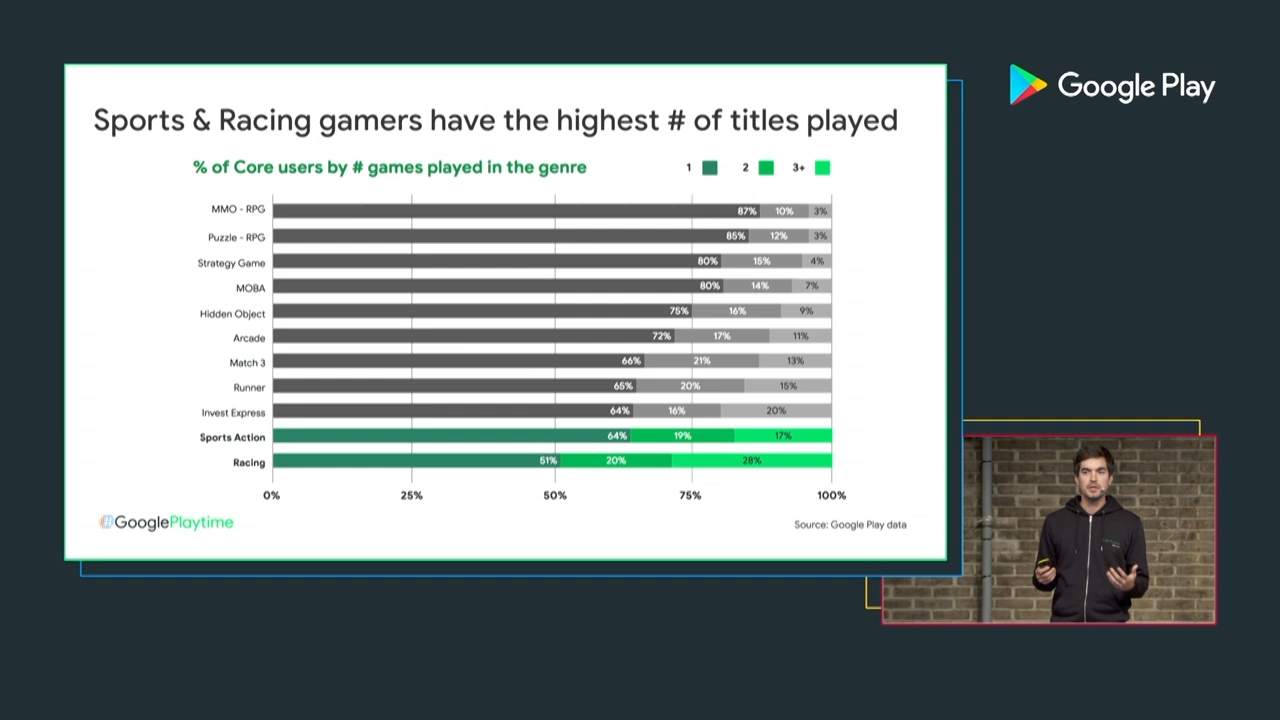 Google Play
Sports & Racing gamers have the highest # of titles played
% of Core users by # games played in the genre
1 2 3+
MMO - RPG 87% 10% 3%
Puzzle - RPG 85% 12% 3%
Strategy Game 80% 15% 4%
MOBA 80% 14% 7%
Hidden Object 75% 16% 9%
Arcade 72% 17% 11%
Match 3 66% 21% 13%
Runner 65% 20% 15%
Invest Express 64% 16% 20%
Sports Action 64% 19% 17%
Racing 51% 20% 28%
0% 25% 50% 75% 100%
#GooglePlaytime
Source: Google Play data